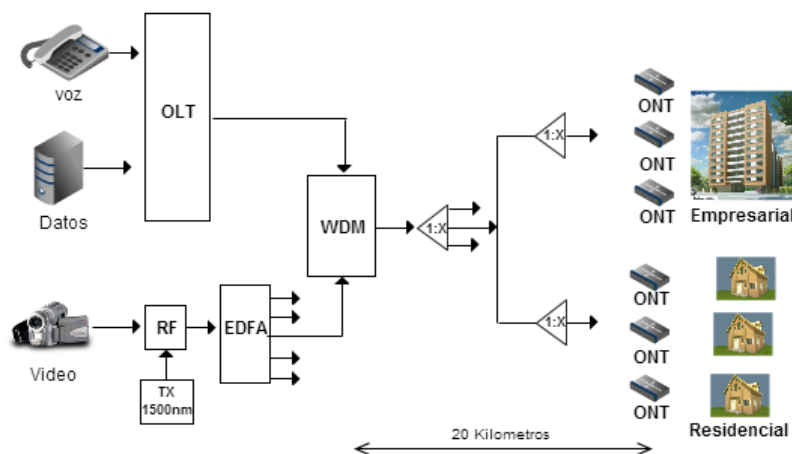 voz
OLT
Datos
WDM
1:X
1:X
1:X
ONT
ONT
ONT
Empresarial
Video
RF
EDFA
TX
1500nm
ONT
ONT
ONT
Residencial
20 Kilometros